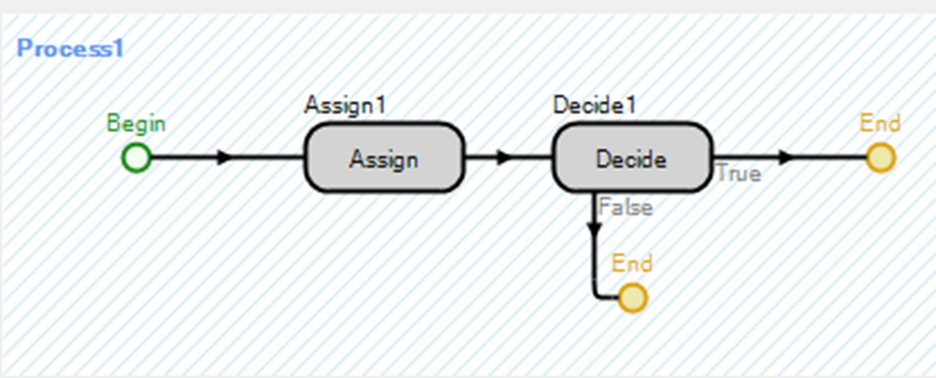 Process1
Begin
Assign1
Assign
Decide1
Decide
True
End
False
End